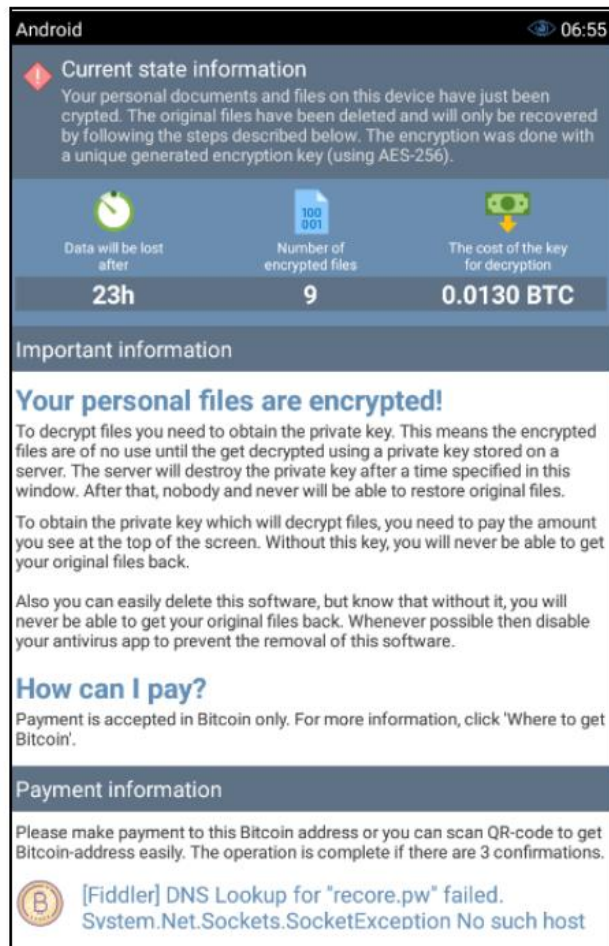 Android 06:55
Current state information
Your personal documents and files on this device have just been
crypted. The original files have been deleted and will only be recovered
by following the steps described below. The encryption was done with
a unique generated encryption key (using AES-256).
100
001
Data will be lost
after
Number of
encrypted files
The cost of the key
for decryption
23h 9 0.0130 BTC
Important information
Your personal files are encrypted!
To decrypt files you need to obtain the private key. This means the encrypted
files are of no use until the get decrypted using a private key stored on a
server. The server will destroy the private key after a time specified in this
window. After that, nobody and never will be able to restore original files.
To obtain the private key which will decrypt files, you need to pay the amount
you see at the top of the screen. Without this key, you will never be able to get
your original files back.
Also you can easily delete this software, but know that without it, you will
never be able to get your original files back. Whenever possible then disable
your antivirus app to prevent the removal of this software.
How can I pay?
Payment is accepted in Bitcoin only. For more information, click 'Where to get
Bitcoin'.
Payment information
Please make payment to this Bitcoin address or you can scan QR-code to get
Bitcoin-address easily. The operation is complete if there are 3 confirmations.
[Fiddler] DNS Lookup for "recore.pw" failed.
System.Net.Sockets.SocketException No such host